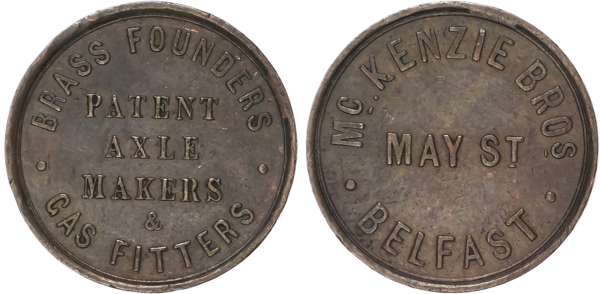 BRASS FOUNDERS
PATENT
AXLE
MAKERS
&
GAS FITTERS
Mc KENZIE BROS
MAY ST
BELFAST